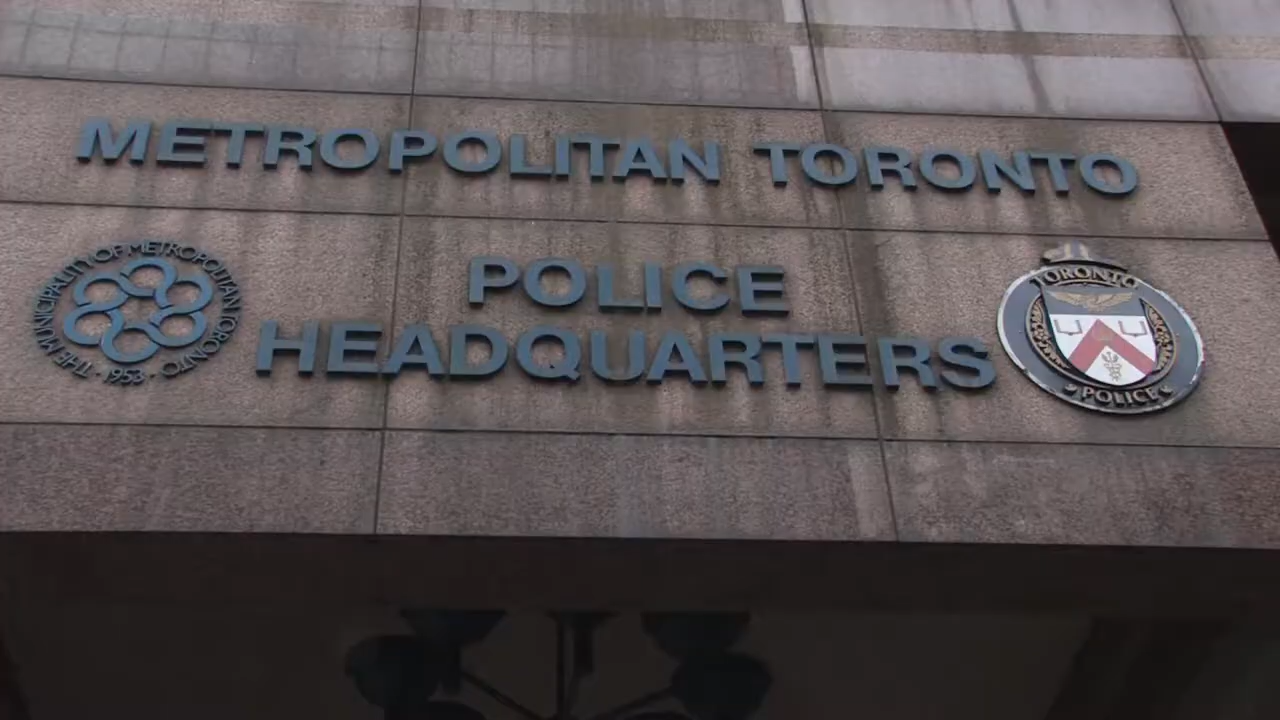 METROPOLITAN TORONTO
POLICE
HEADQUARTERS
THE MUNICIPALITY OF METROPOLITAN TORONTO
· 1953 ·
TORONTO
POLICE